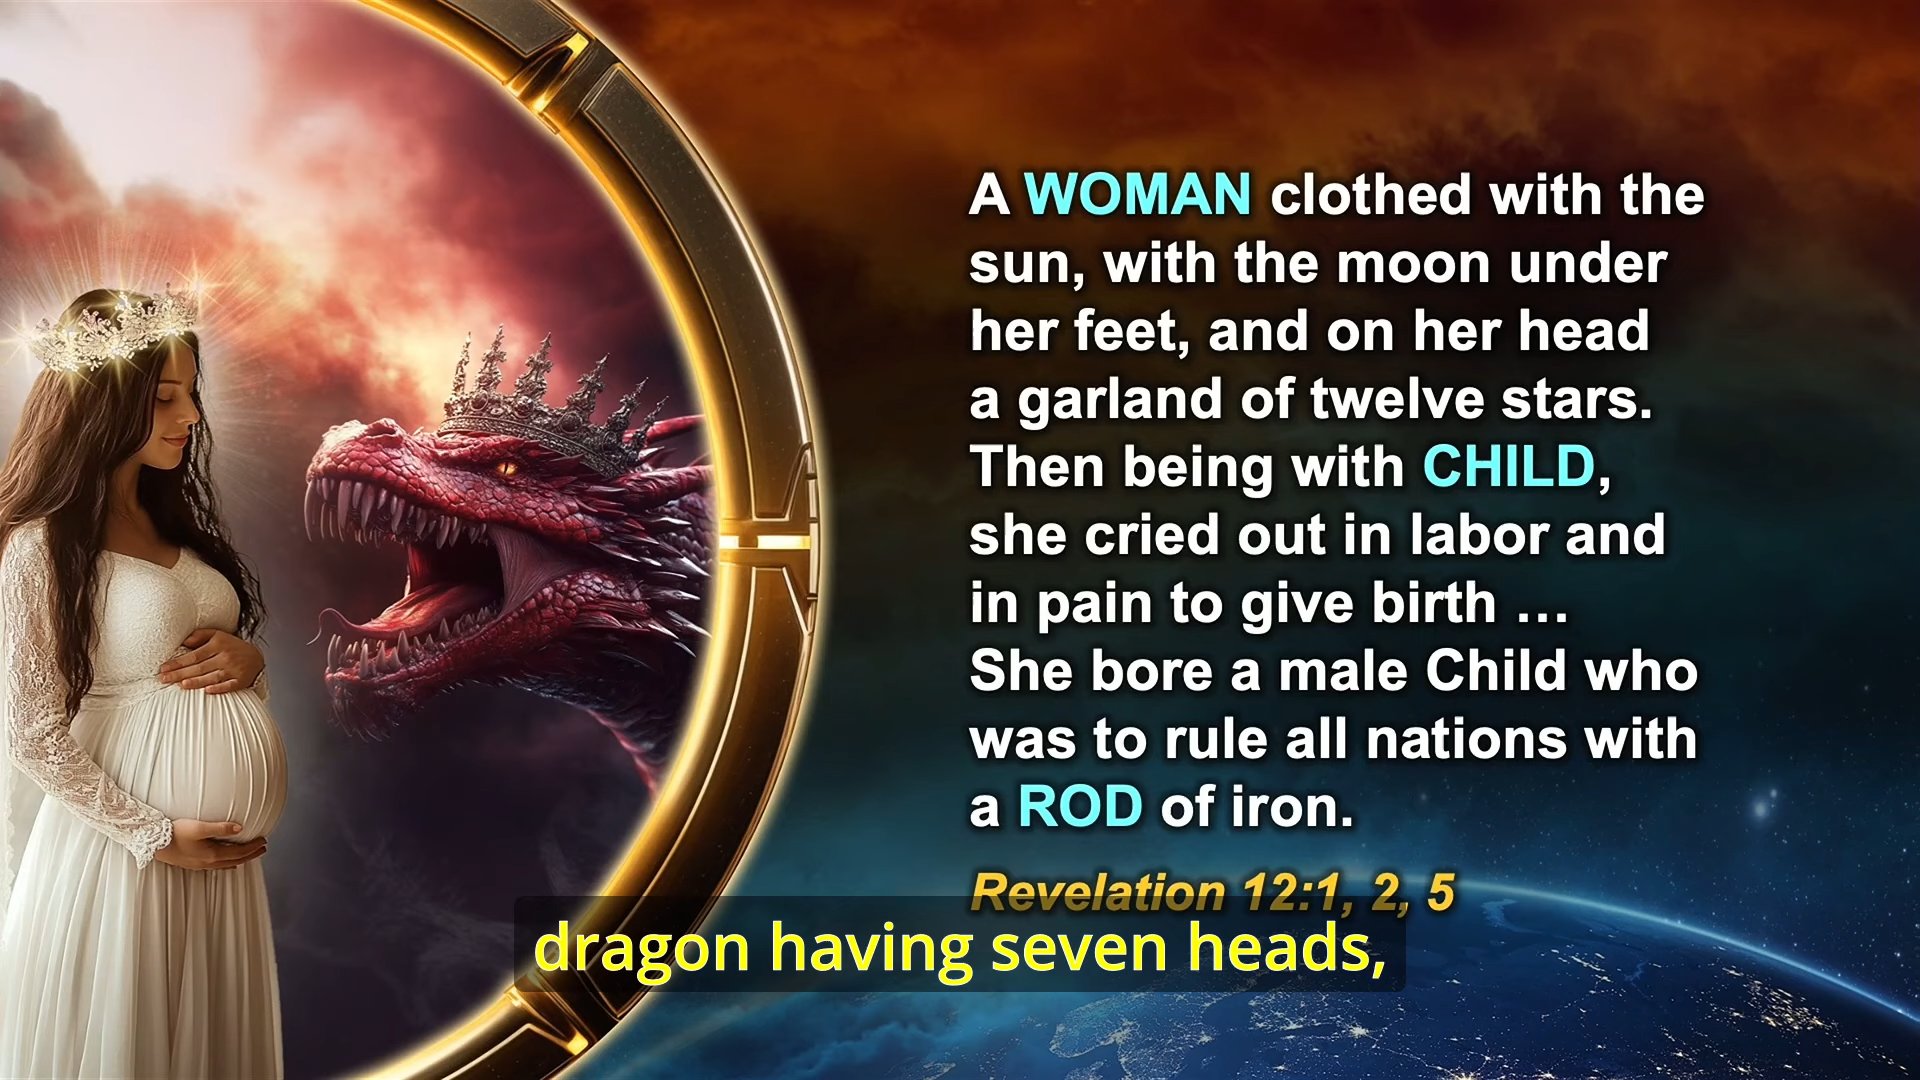 A WOMAN clothed with the
sun, with the moon under
her feet, and on her head
a garland of twelve stars.
Then being with CHILD,
she cried out in labor and
in pain to give birth …
She bore a male Child who
was to rule all nations with
a ROD of iron.
Revelation 12:1, 2, 5
dragon having seven heads,